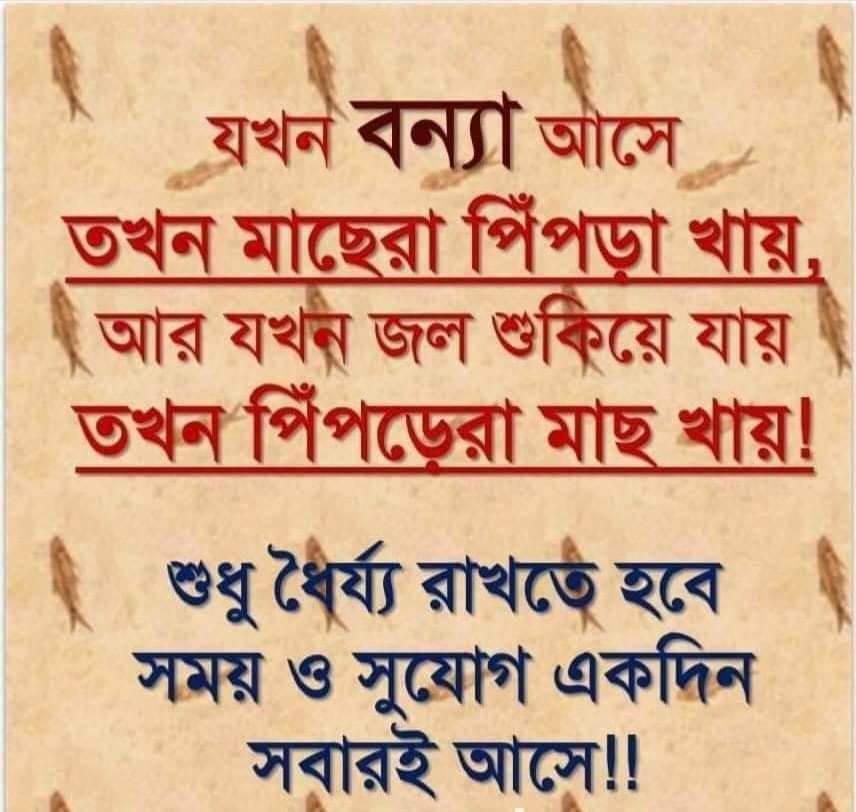 যখন বন্যা আসে
তখন মাছেরা পিঁপড়া খায়,
আর যখন জল শুকিয়ে যায়
তখন পিঁপড়েরা মাছ খায়!
শুধু ধৈর্য্য রাখতে হবে
সময় ও সুযোগ একদিন
সবারই আসে!!